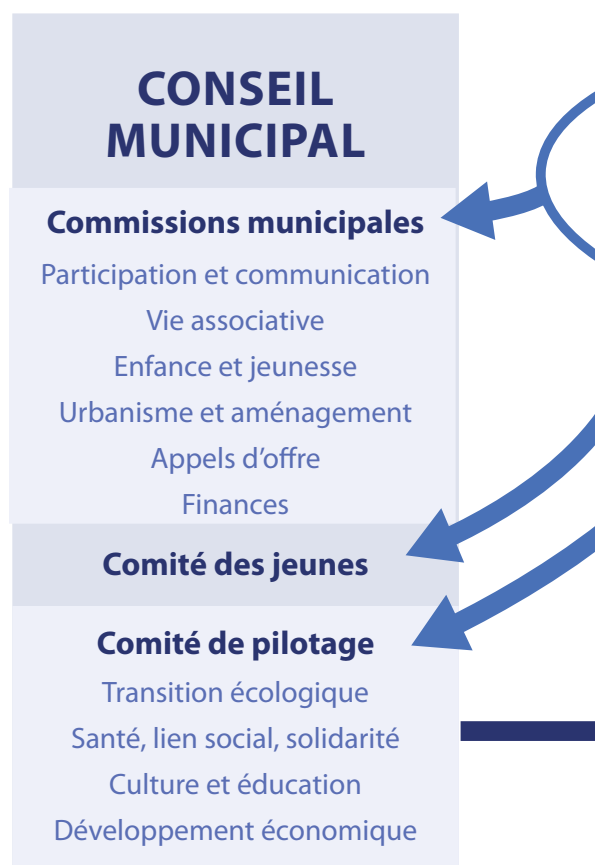 CONSEIL
MUNICIPAL
Commissions municipales
Participation et communication
Vie associative
Enfance et jeunesse
Urbanisme et aménagement
Appels d’offre
Finances
Comité des jeunes
Comité de pilotage
Transition écologique
Santé, lien social, solidarité
Culture et éducation
Développement économique